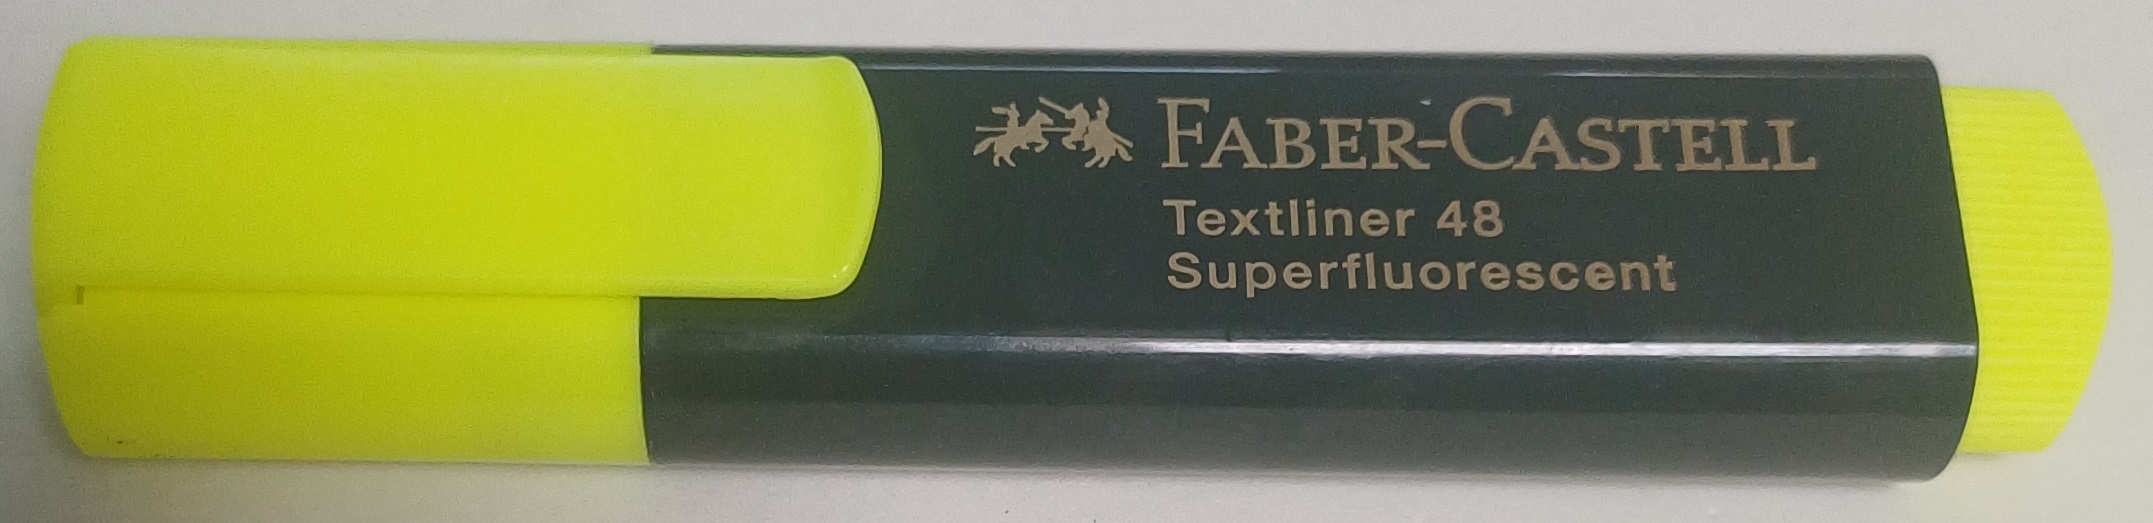 FABER-CASTELL
Textliner 48
Superfluorescent